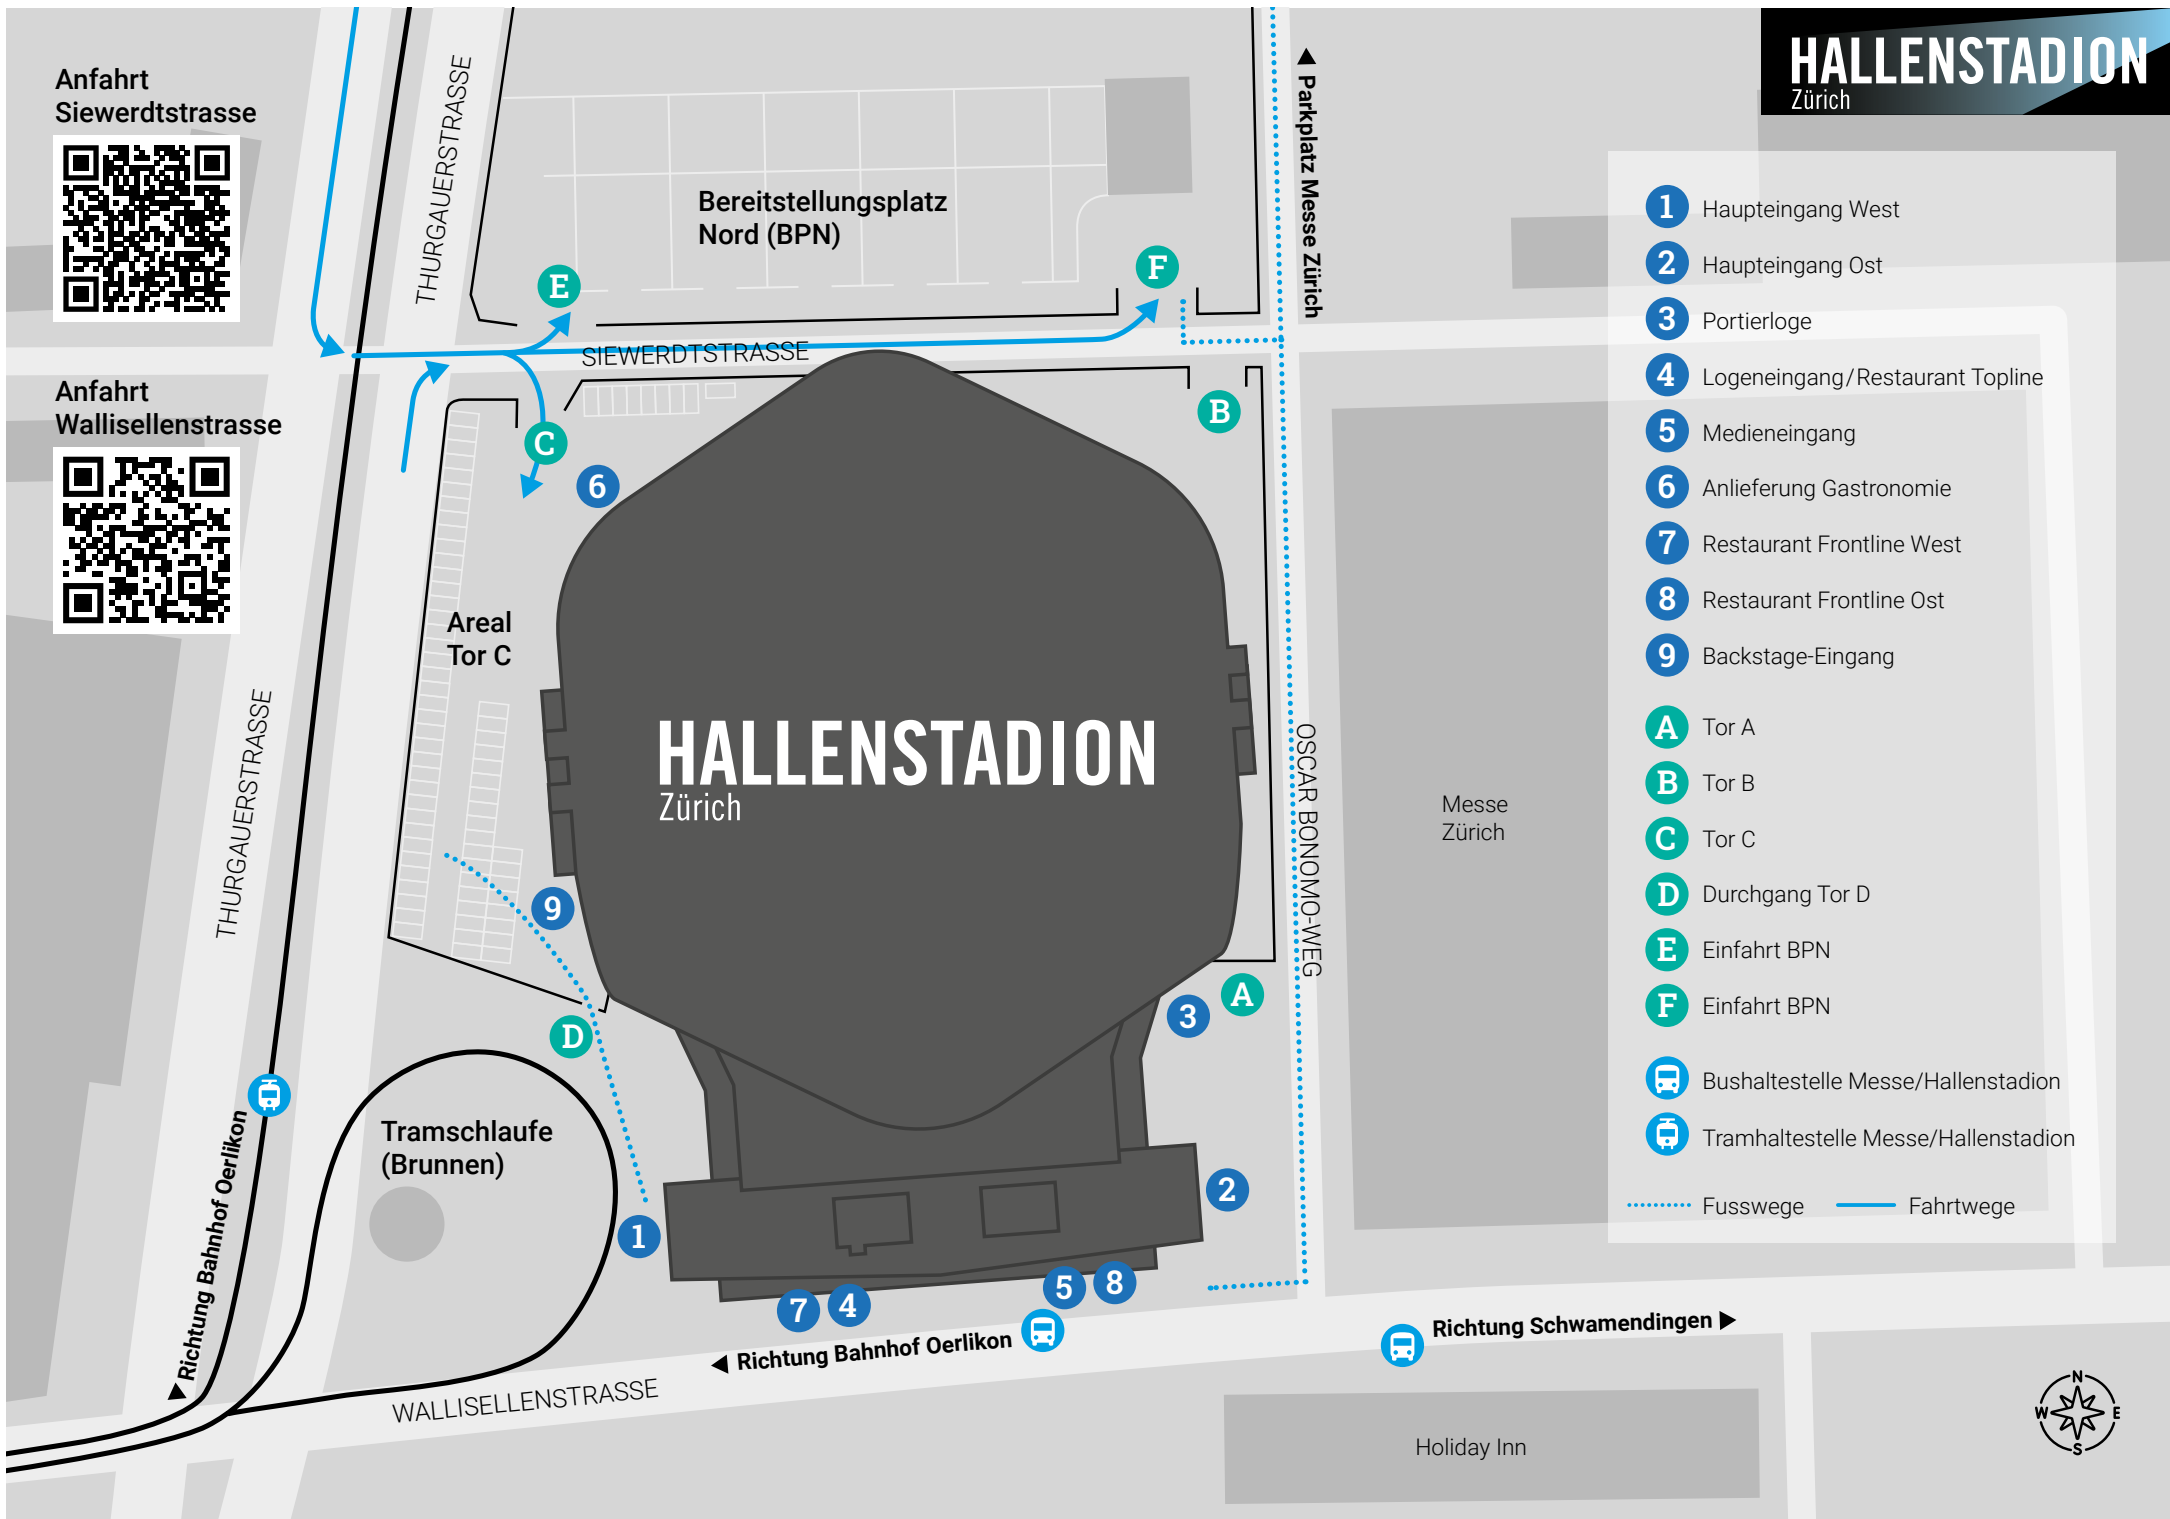 HALLENSTADION
Zürich
Anfahrt
Siewerdtstrasse
Anfahrt
Wallisellenstrasse
THURGAUERSTRASSE
Bereitstellungsplatz
Nord (BPN)
Parkplatz Messe Zürich
E
F
SIEWERDTSTRASSE
B
C
6
Areal
Tor C
HALLENSTADION
Zürich
THURGAUERSTRASSE
OSCAR BONOMO-WEG
Messe
Zürich
9
A
3
D
Tramschlaufe
(Brunnen)
Richtung Bahnhof Oerlikon
2
1
5
8
7
4
Richtung Bahnhof Oerlikon
Richtung Schwamendingen
WALLISELLENSTRASSE
Holiday Inn
1 Haupteingang West
2 Haupteingang Ost
3 Portierloge
4 Logeneingang/Restaurant Topline
5 Medieneingang
6 Anlieferung Gastronomie
7 Restaurant Frontline West
8 Restaurant Frontline Ost
9 Backstage-Eingang
A Tor A
B Tor B
C Tor C
D Durchgang Tor D
E Einfahrt BPN
F Einfahrt BPN
Bushaltestelle Messe/Hallenstadion
Tramhaltestelle Messe/Hallenstadion
Fusswege Fahrtwege
N
W E
S